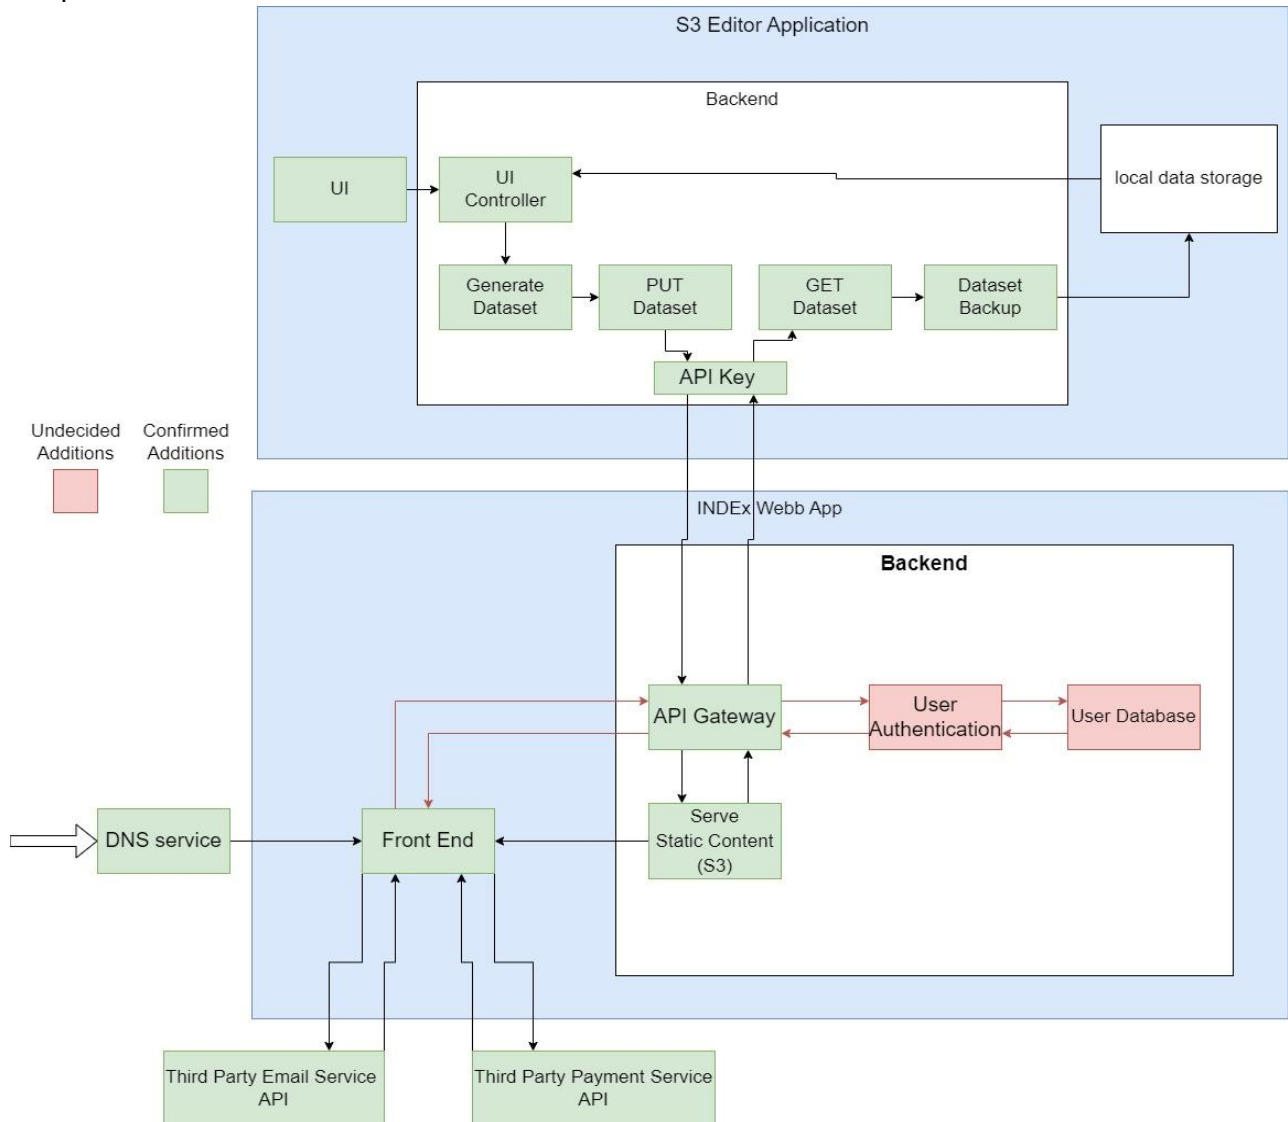 S3 Editor Application
Backend
UI
UI
Controller
local data storage
Generate
Dataset
PUT
Dataset
GET
Dataset
Dataset
Backup
API Key
Undecided
Additions
Confirmed
Additions
INDEx Webb App
Backend
API Gateway
User
Authentication
User Database
DNS service
Front End
Serve
Static Content
(S3)
Third Party Email Service
API
Third Party Payment Service
API